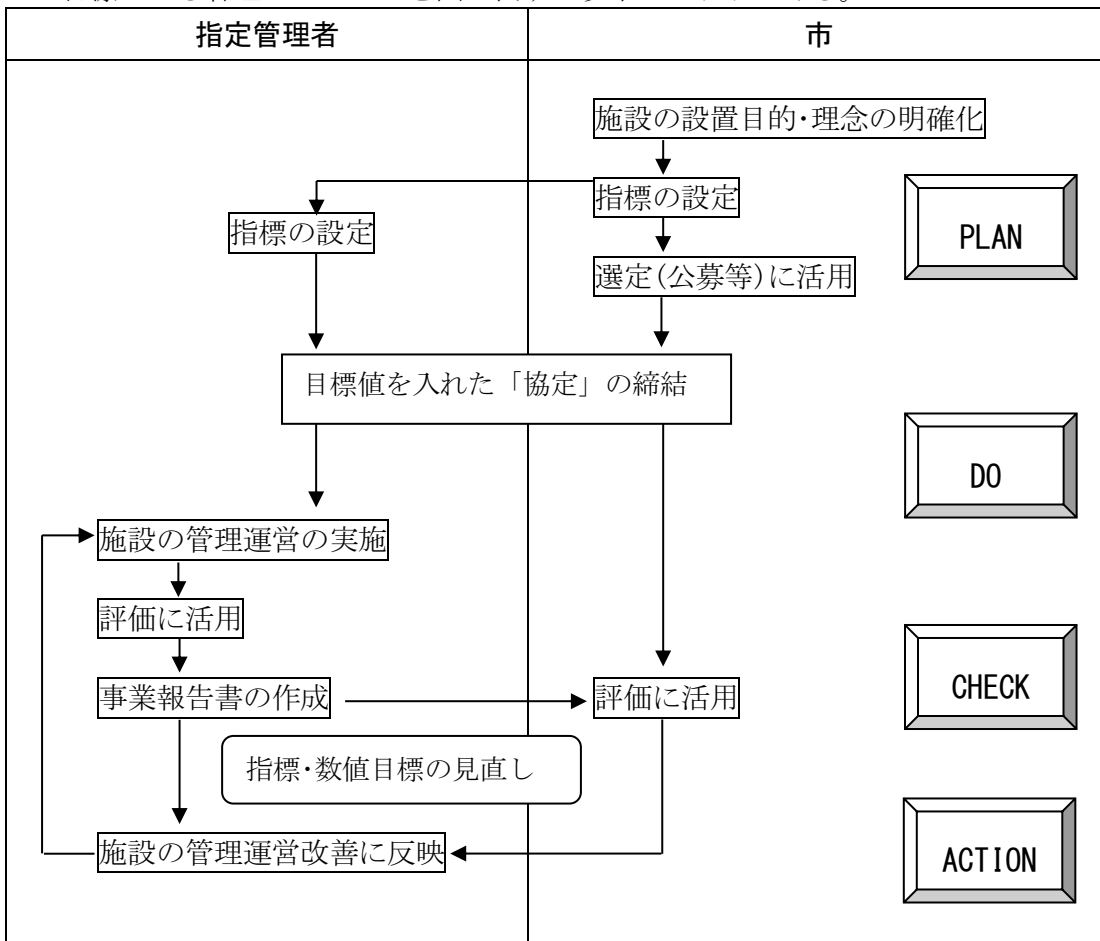 指定管理者
市
施設の設置目的･理念の明確化
指標の設定
指標の設定
PLAN
選定(公募等)に活用
目標値を入れた「協定」の締結
DO
施設の管理運営の実施
評価に活用
事業報告書の作成
評価に活用
CHECK
指標･数値目標の見直し
施設の管理運営改善に反映
ACTION